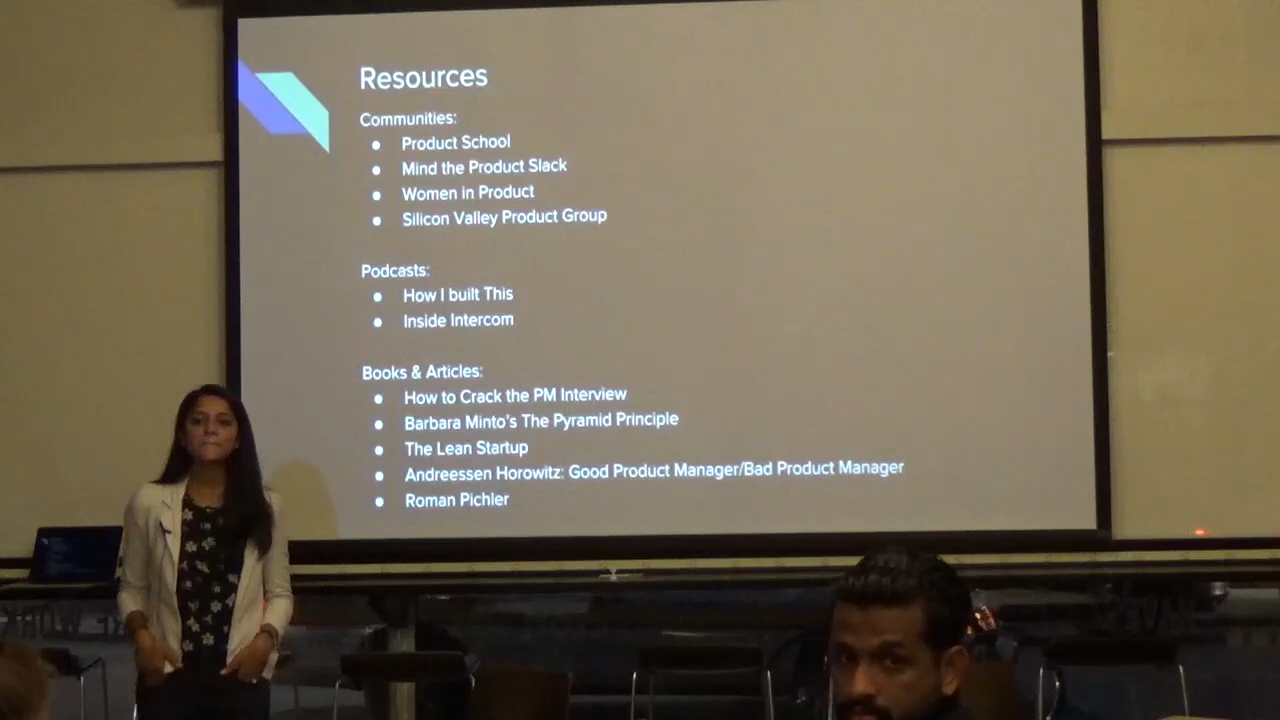 Resources
Communities:
● Product School
● Mind the Product Slack
● Women in Product
● Silicon Valley Product Group
Podcasts:
● How I built This
● Inside Intercom
Books & Articles:
● How to Crack the PM Interview
● Barbara Minto's The Pyramid Principle
● The Lean Startup
● Andreessen Horowitz: Good Product Manager/Bad Product Manager
● Roman Pichler